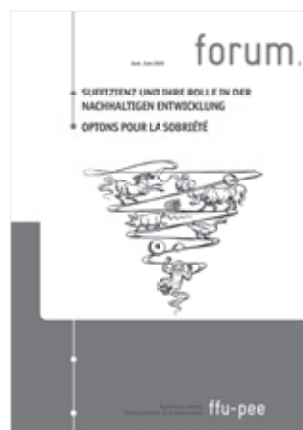 forum.
SUFFIZIENZ UND IHRE ROLLE IN DER
NACHHALTIGEN ENTWICKLUNG
OPTONS POUR LA SOBRIÉTÉ
ffu-pee